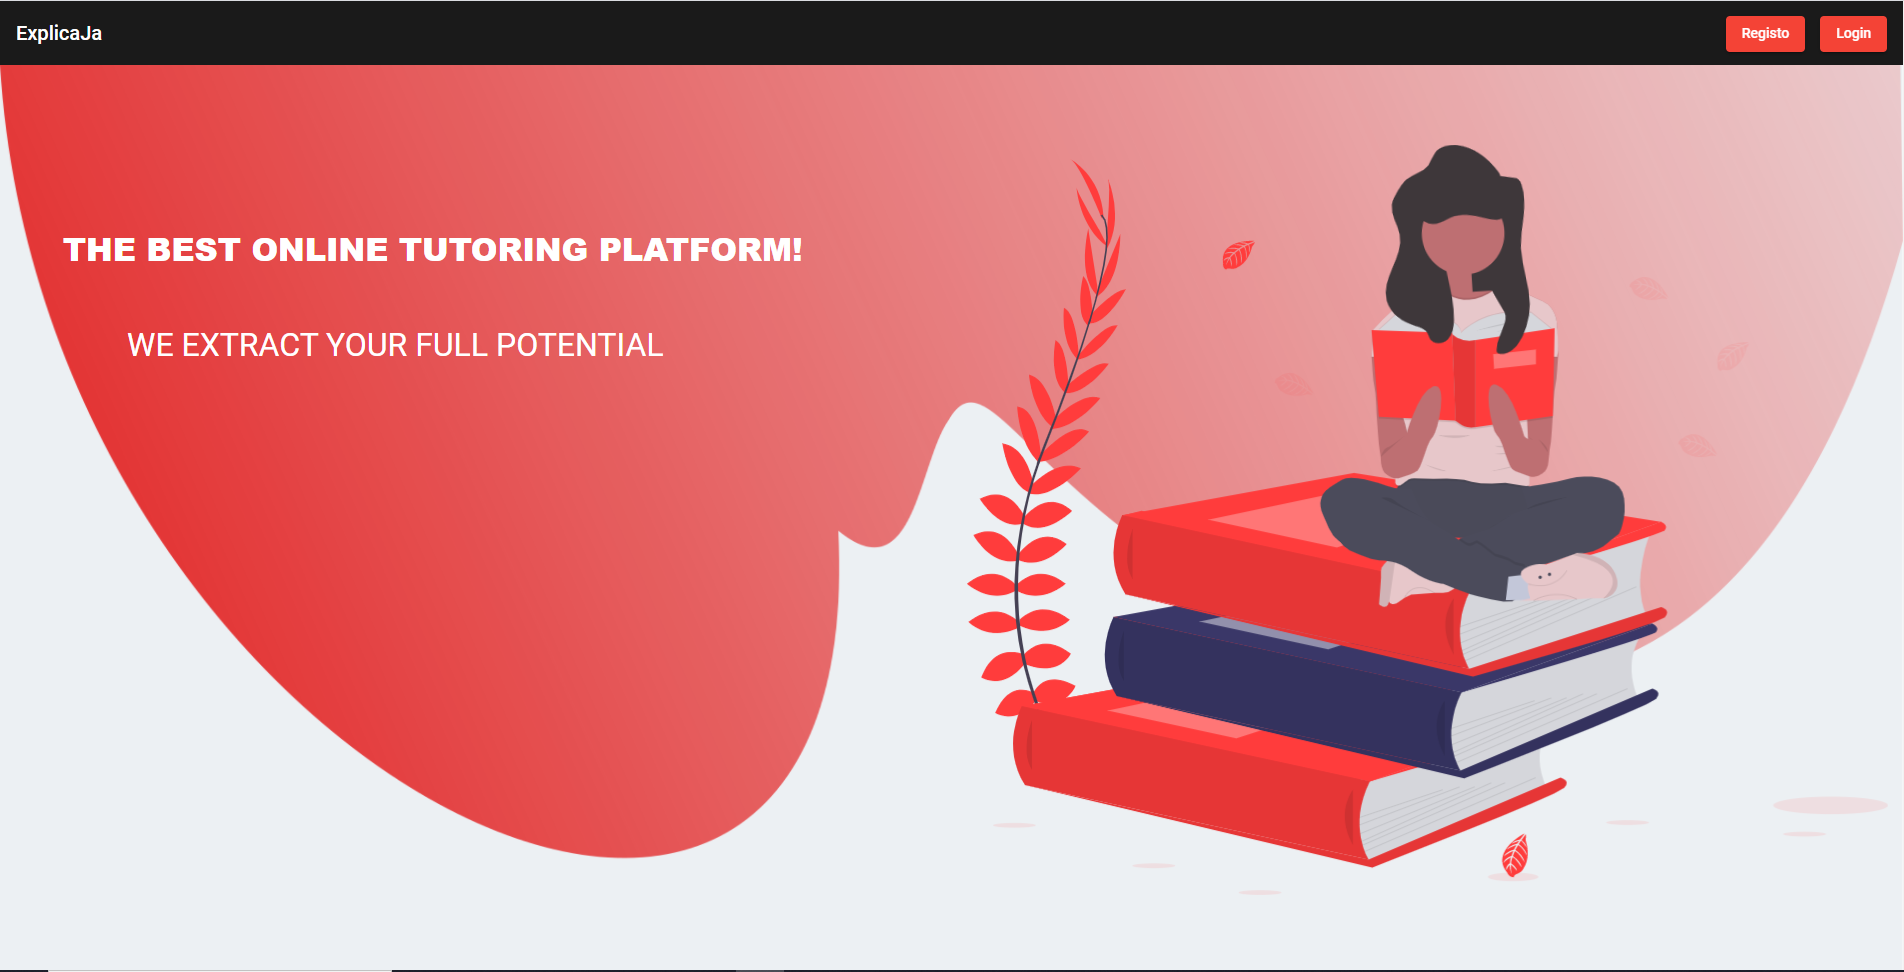 ExplicaJa
Registo
Login
THE BEST ONLINE TUTORING PLATFORM!
WE EXTRACT YOUR FULL POTENTIAL